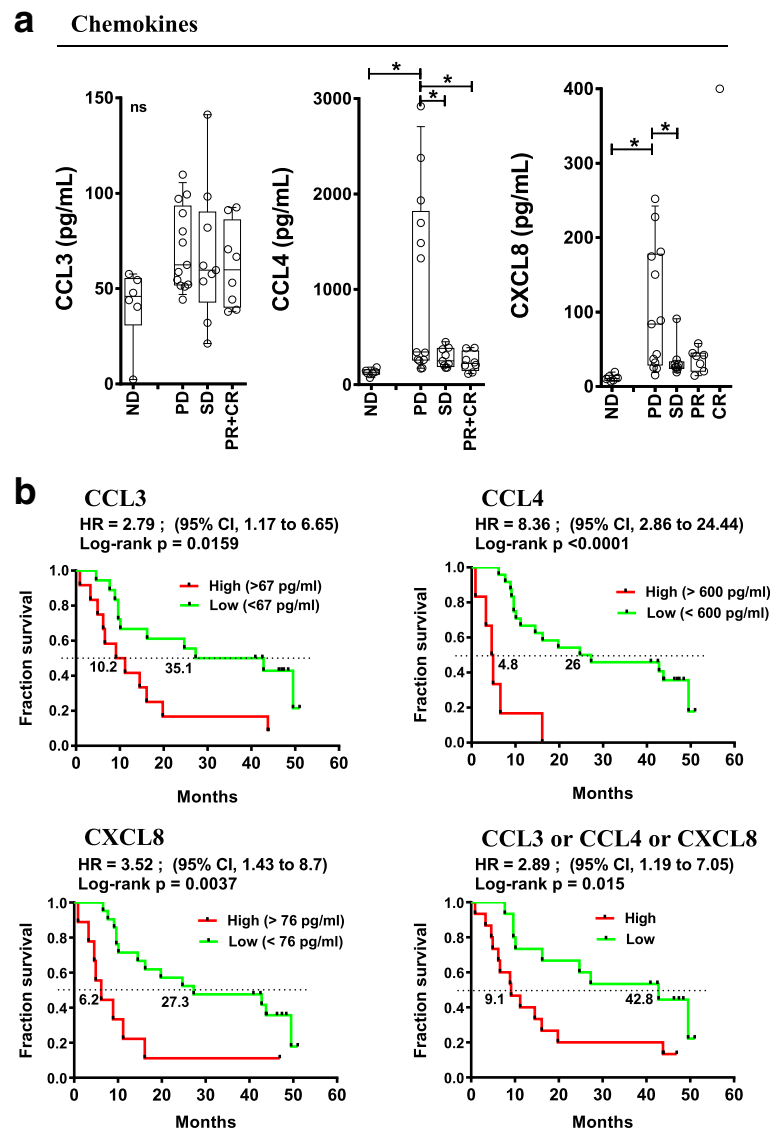 a Chemokines
CCL3 (pg/mL)
150
100
50
0
ns
ND
PD
SD
PR+CR
CCL4 (pg/mL)
3000
2000
1000
0
*
*
*
ND
PD
SD
PR+CR
CXCL8 (pg/mL)
400
300
200
100
0
*
*
ND
PD
SD
PR
CR
b
CCL3
HR = 2.79 ; (95% CI, 1.17 to 6.65)
Log-rank p = 0.0159
Fraction survival
1.0
0.8
0.6
0.4
0.2
0.0
High (>67 pg/ml)
Low (<67 pg/ml)
10.2 35.1
0 10 20 30 40 50 60
Months
CCL4
HR = 8.36 ; (95% CI, 2.86 to 24.44)
Log-rank p <0.0001
Fraction survival
1.0
0.8
0.6
0.4
0.2
0.0
High (> 600 pg/ml)
Low (< 600 pg/ml)
4.8 26
0 10 20 30 40 50 60
Months
CXCL8
HR = 3.52 ; (95% CI, 1.43 to 8.7)
Log-rank p = 0.0037
Fraction survival
1.0
0.8
0.6
0.4
0.2
0.0
High (> 76 pg/ml)
Low (< 76 pg/ml)
6.2 27.3
0 10 20 30 40 50 60
Months
CCL3 or CCL4 or CXCL8
HR = 2.89 ; (95% CI, 1.19 to 7.05)
Log-rank p = 0.015
Fraction survival
1.0
0.8
0.6
0.4
0.2
0.0
High
Low
9.1 42.8
0 10 20 30 40 50 60
Months